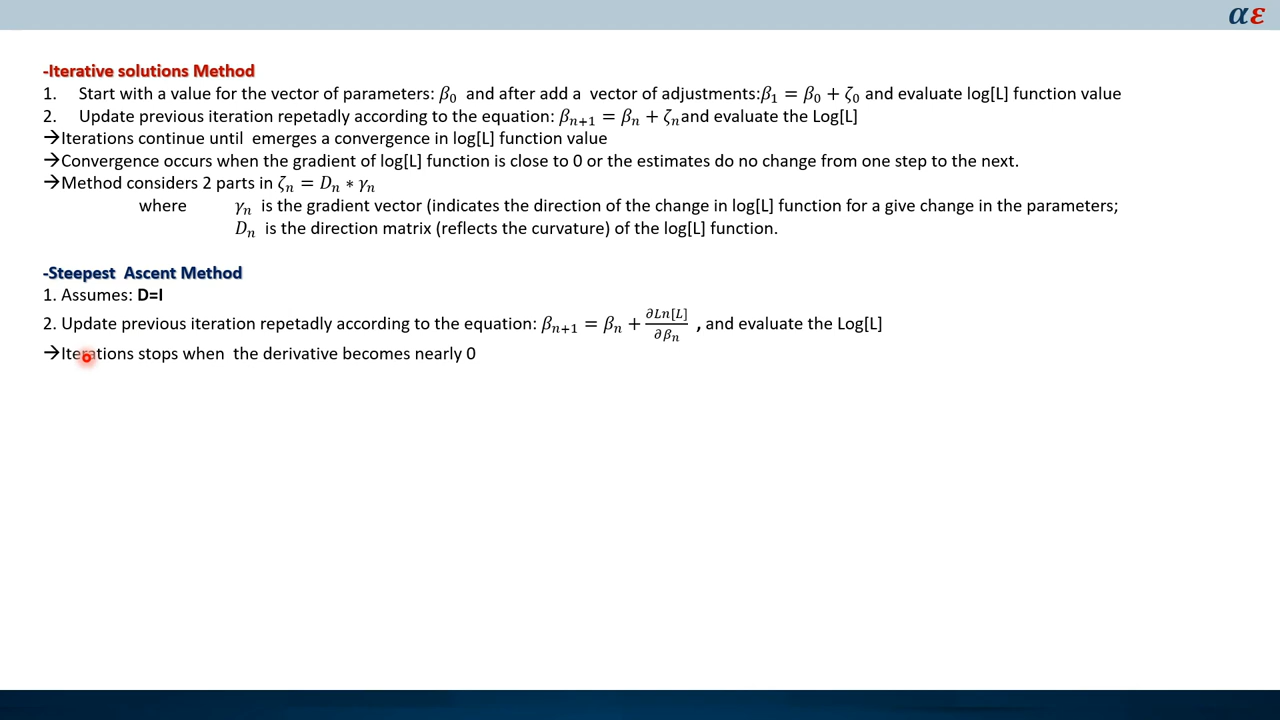 αε
-Iterative solutions Method
1. Start with a value for the vector of parameters: β₀ and after add a vector of adjustments:β₁ = β₀ + ζ₀ and evaluate log[L] function value
2. Update previous iteration repetadly according to the equation: βₙ₊₁ = βₙ + ζₙand evaluate the Log[L]
→Iterations continue until emerges a convergence in log[L] function value
→Convergence occurs when the gradient of log[L] function is close to 0 or the estimates do no change from one step to the next.
→Method considers 2 parts in ζₙ = Dₙ ∗ γₙ
where γₙ is the gradient vector (indicates the direction of the change in log[L] function for a give change in the parameters;
Dₙ is the direction matrix (reflects the curvature) of the log[L] function.
-Steepest Ascent Method
1. Assumes: D=I
2. Update previous iteration repetadly according to the equation: βₙ₊₁ = βₙ + ∂Ln[L]/∂βₙ , and evaluate the Log[L]
→Iterations stops when the derivative becomes nearly 0